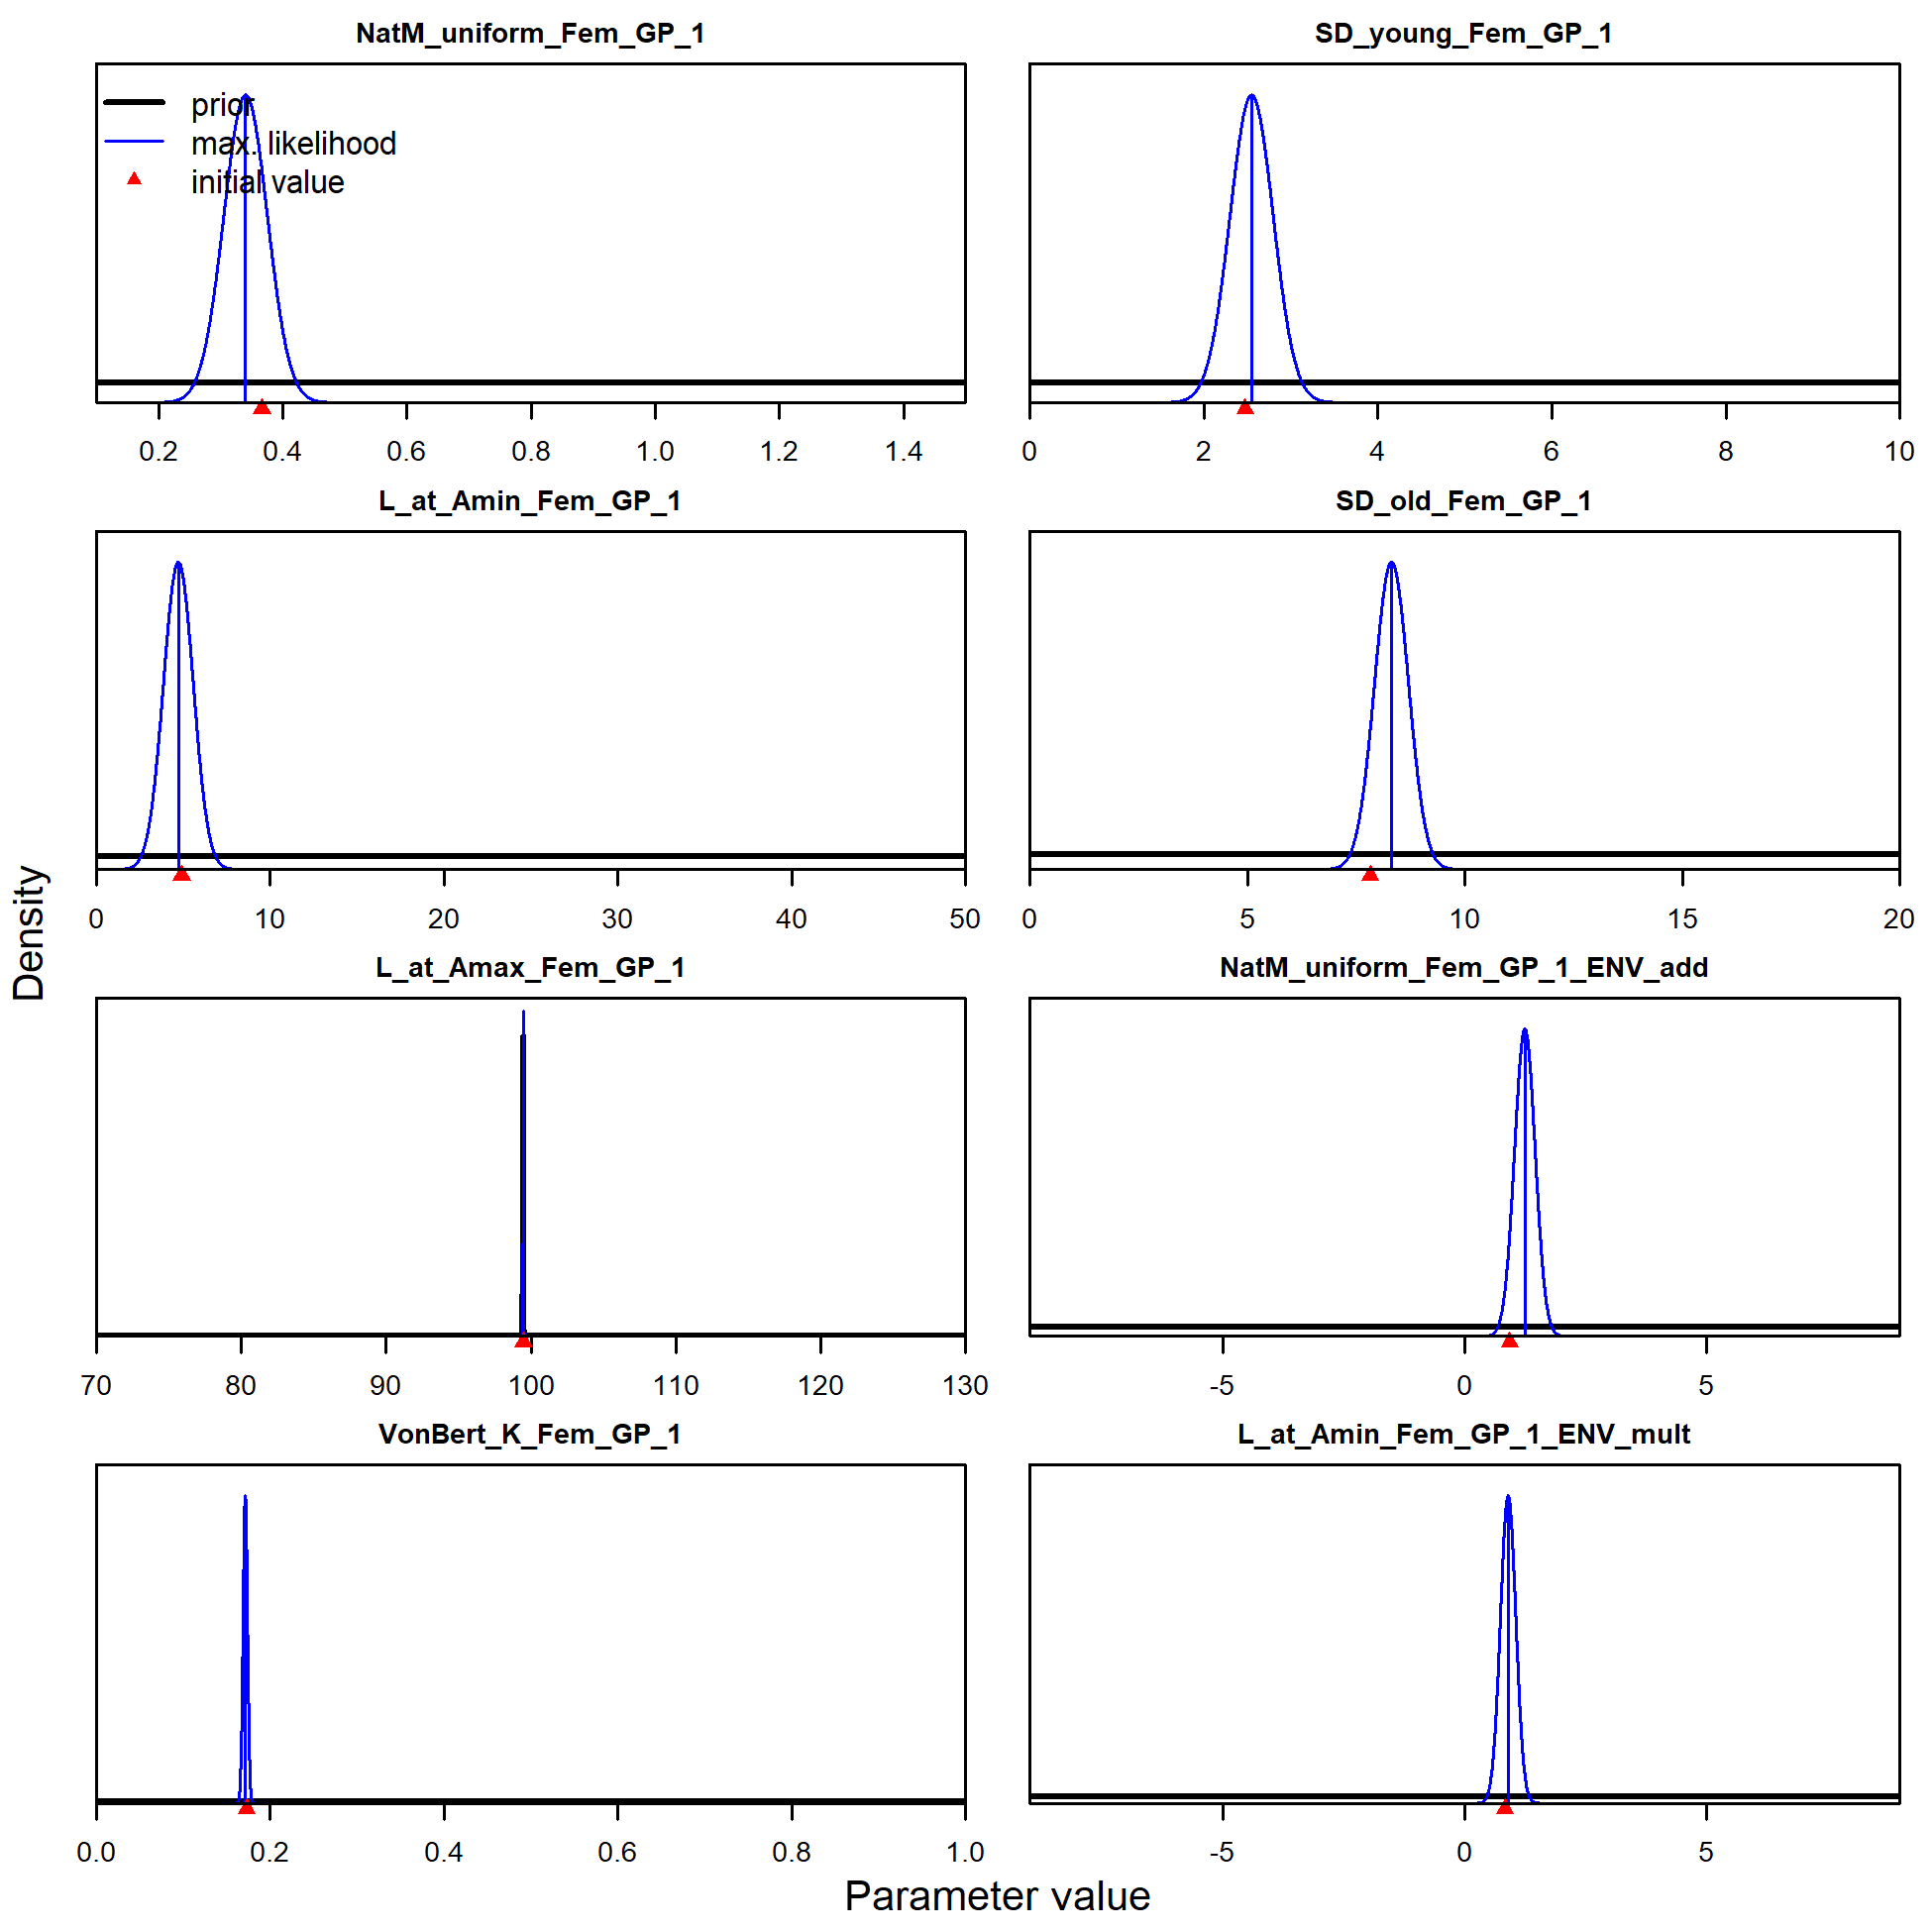 NatM_uniform_Fem_GP_1
prior
max. likelihood
initial value
0.2 0.4 0.6 0.8 1.0 1.2 1.4
SD_young_Fem_GP_1
0 2 4 6 8 10
L_at_Amin_Fem_GP_1
0 10 20 30 40 50
SD_old_Fem_GP_1
0 5 10 15 20
L_at_Amax_Fem_GP_1
70 80 90 100 110 120 130
NatM_uniform_Fem_GP_1_ENV_add
-5 0 5
VonBert_K_Fem_GP_1
0.0 0.2 0.4 0.6 0.8 1.0
L_at_Amin_Fem_GP_1_ENV_mult
-5 0 5
Density
Parameter value